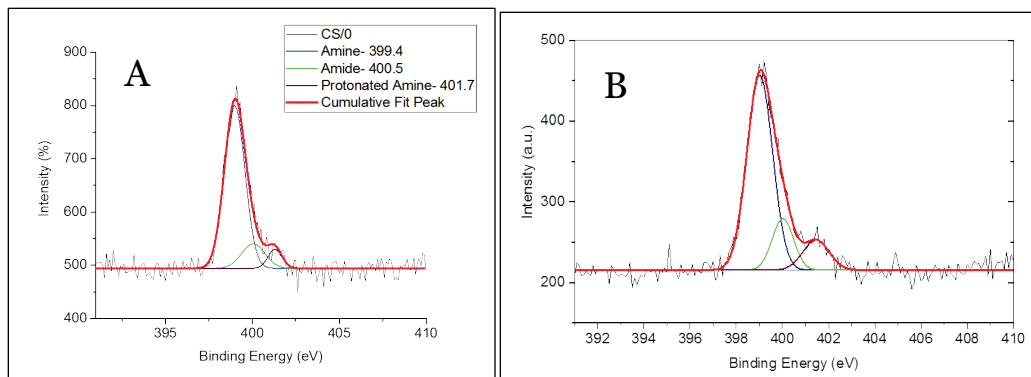 A
CS/0
Amine- 399.4
Amide- 400.5
Protonated Amine- 401.7
Cumulative Fit Peak
900
800
700
600
500
400
Intensity (%)
395
400
405
410
Binding Energy (eV)
B
500
400
300
200
Intensity (a.u.)
392
394
396
398
400
402
404
406
408
410
Binding Energy (eV)